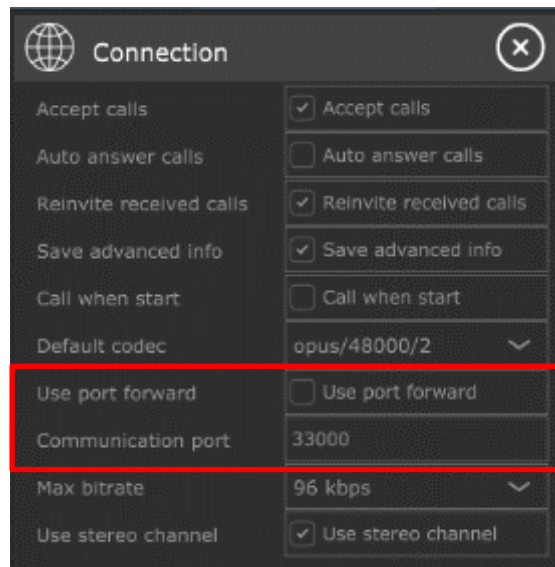 Connection
Accept calls Accept calls
Auto answer calls Auto answer calls
Reinvite received calls Reinvite received calls
Save advanced info Save advanced info
Call when start Call when start
Default codec opus/48000/2
Use port forward Use port forward
Communication port 33000
Max bitrate 96 kbps
Use stereo channel Use stereo channel